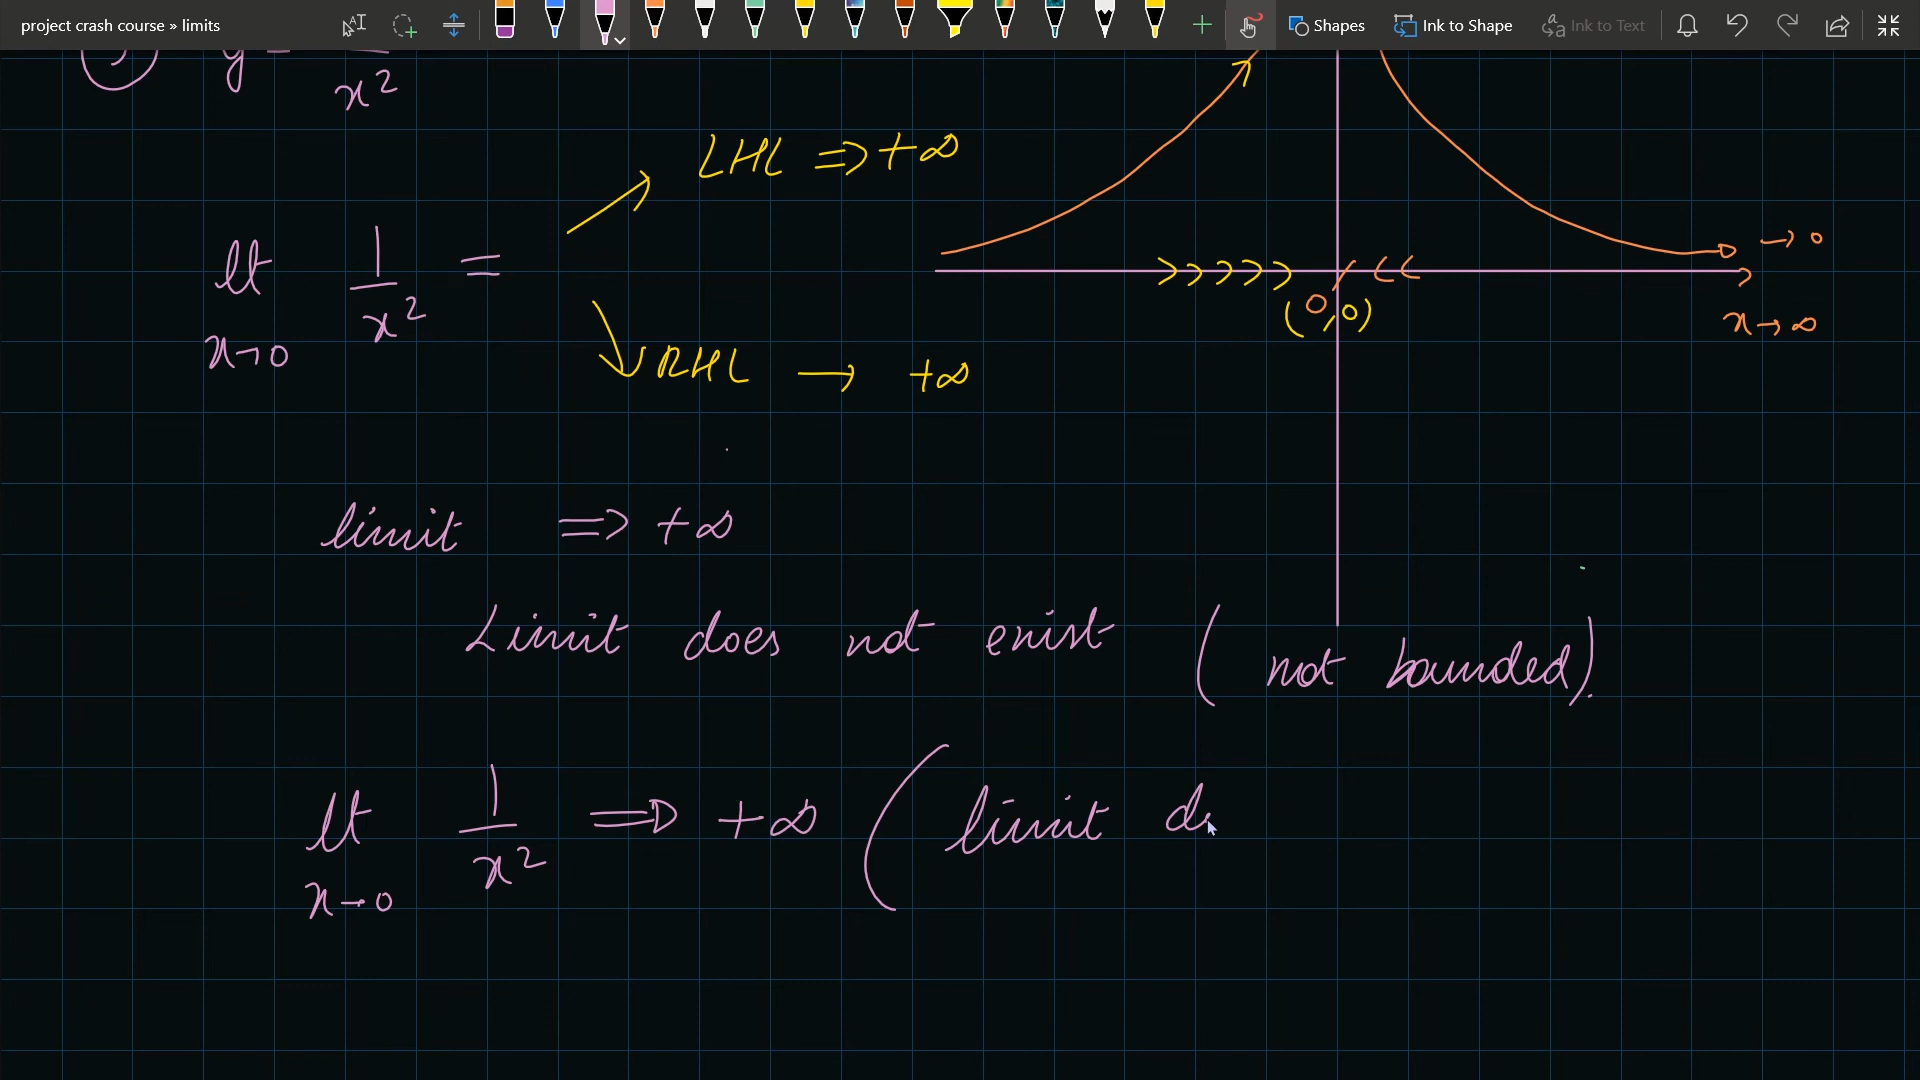 project crash course » limits
Shapes
Ink to Shape
Ink to Text
y =
x²
LHL ⇒ +∞
lt 1/x² =
x→0
RHL → +∞
→ 0
(0,0)
x → ∞
limit ⇒ +∞
Limit does not exist (not bounded).
lt 1/x² ⇒ +∞ (limit do
x→0